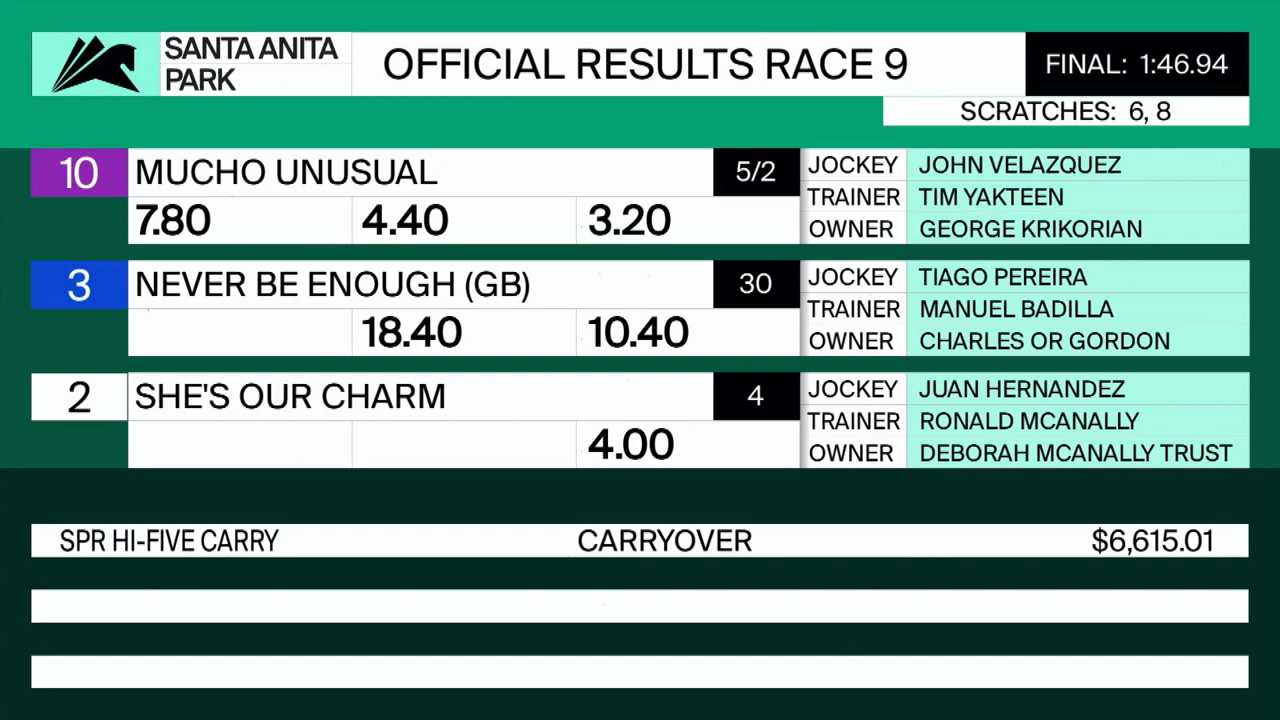 SANTA ANITA
PARK
OFFICIAL RESULTS RACE 9
FINAL: 1:46.94
SCRATCHES: 6, 8
10 MUCHO UNUSUAL 5/2
7.80 4.40 3.20
JOCKEY JOHN VELAZQUEZ
TRAINER TIM YAKTEEN
OWNER GEORGE KRIKORIAN
3 NEVER BE ENOUGH (GB) 30
18.40 10.40
JOCKEY TIAGO PEREIRA
TRAINER MANUEL BADILLA
OWNER CHARLES OR GORDON
2 SHE'S OUR CHARM 4
4.00
JOCKEY JUAN HERNANDEZ
TRAINER RONALD MCANALLY
OWNER DEBORAH MCANALLY TRUST
SPR HI-FIVE CARRY CARRYOVER $6,615.01